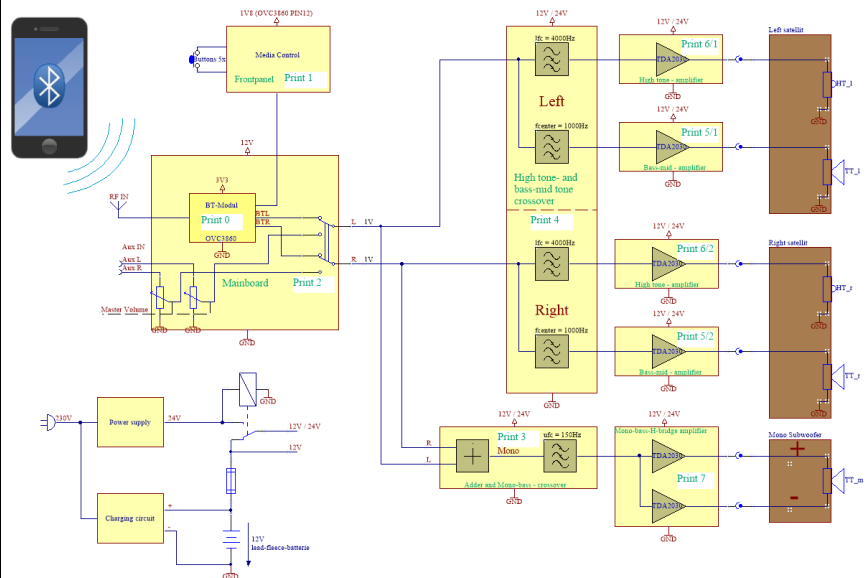 1V8 (OVC3860 PIN12)
Buttons 5x
Media Control
Frontpanel
Print 1
12V
3V3
RF IN
BT-Modul
Print 0
OVC3860
BTL
BTR
GND
L 1V
R 1V
Aux IN
Aux L
Aux R
Mainboard
Print 2
Master Volume
GND
GND
GND
12V / 24V
lfc = 4000Hz
Left
fcenter = 1000Hz
High tone- and
bass-mid tone
crossover
Print 4
lfc = 4000Hz
Right
fcenter = 1000Hz
GND
12V / 24V
Print 6/1
TDA2030
High tone - amplifier
GND
12V / 24V
Print 5/1
TDA2030
Bass-mid - amplifier
GND
Left satellit
HT_l
GND
TT_l
GND
12V / 24V
Print 6/2
TDA2030
High tone - amplifier
GND
12V / 24V
Print 5/2
TDA2030
Bass-mid - amplifier
GND
Right satellit
HT_r
GND
TT_r
GND
230V
Power supply
24V
GND
12V / 24V
12V
Charging circuit
+
-
12V
lead-fleece-batterie
GND
12V / 24V
R
L
Print 3
Mono
ufc = 150Hz
Adder and Mono-bass - crossover
GND
12V / 24V
Mono-bass-H-bridge amplifier
TDA2030
Print 7
TDA2030
GND
Mono Subwoofer
+
-
TT_m